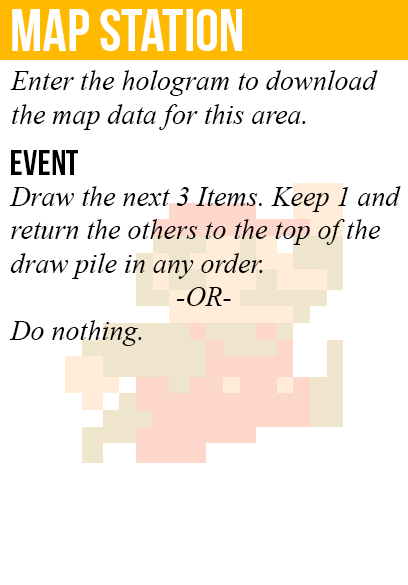 MAP STATION
Enter the hologram to download
the map data for this area.
EVENT
Draw the next 3 Items. Keep 1 and
return the others to the top of the
draw pile in any order.
-OR-
Do nothing.